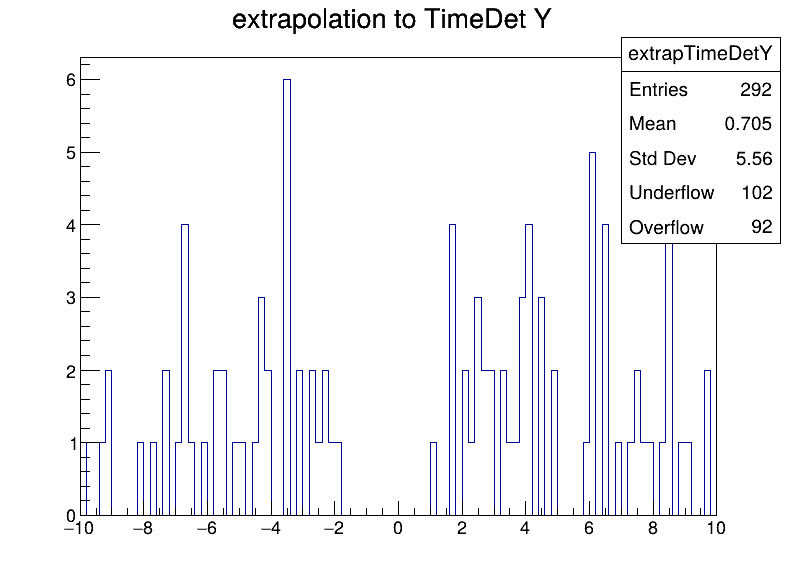 extrapolation to TimeDet Y
extrapTimeDetY
Entries 292
Mean 0.705
Std Dev 5.56
Underflow 102
Overflow 92
6
5
4
3
2
1
0
−10 −8 −6 −4 −2 0 2 4 6 8 10